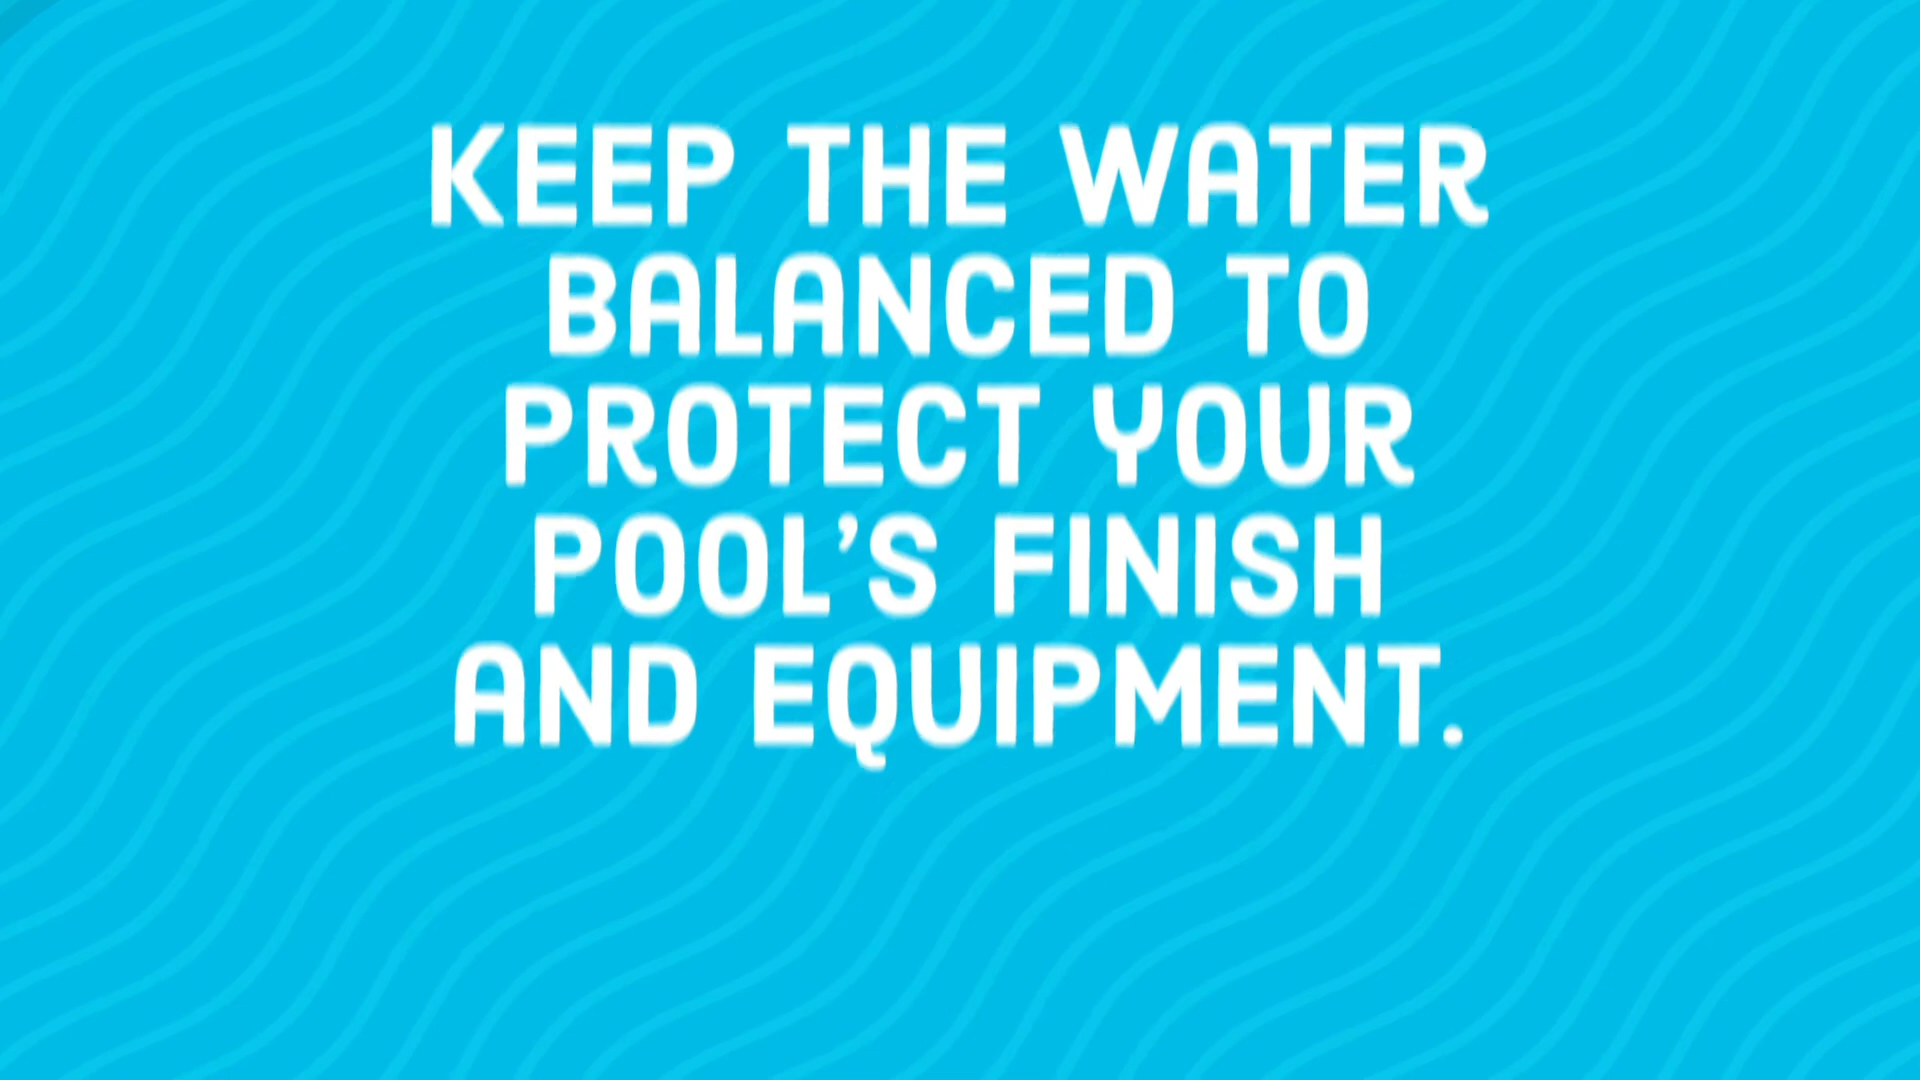 KEEP THE WATER
BALANCED TO
PROTECT YOUR
POOL’S FINISH
AND EQUIPMENT.